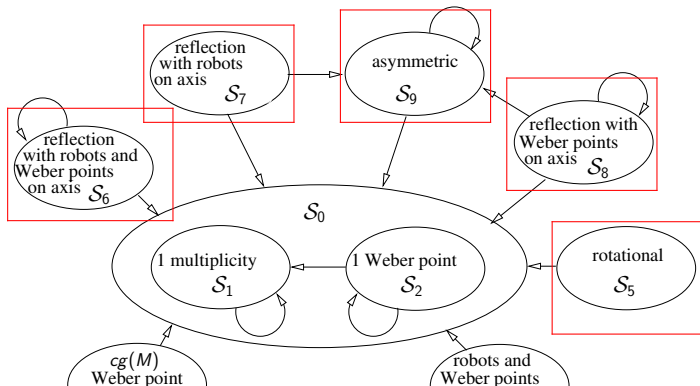 reflection
with robots
on axis
S7
asymmetric
S9
reflection
with robots and
Weber points
on axis
S6
reflection with
Weber points
on axis
S8
S0
1 multiplicity
S1
1 Weber point
S2
rotational
S5
cg(M)
Weber point
robots and
Weber points